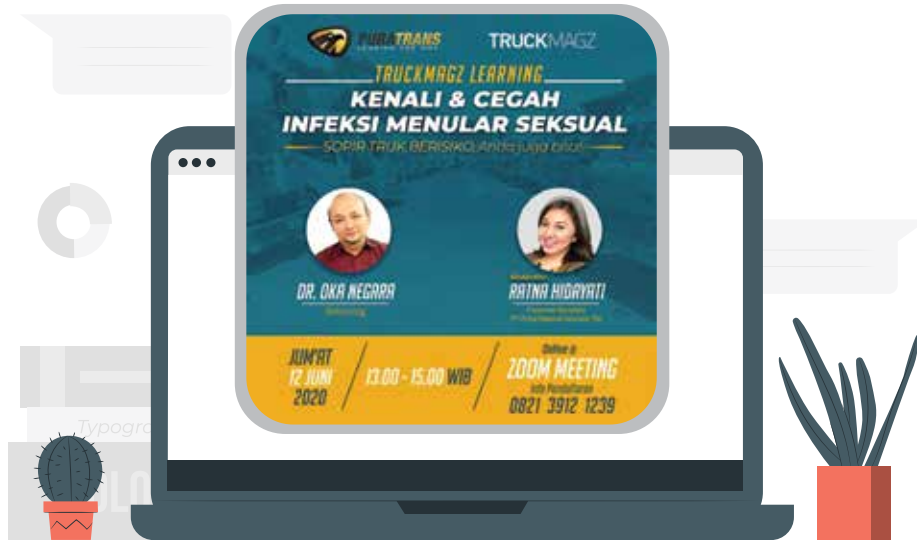 PURATRANS
TRUCKMAGZ
TRUCKMAGZ LEARNING
KENALI & CEGAH
INFEKSI MENULAR SEKSUAL
SOPIR TRUK BERISIKO, Anda juga bisa!
DR. OKA NEGARA
RATNA HIDAYATI
JUM'AT
12 JUNI
2020
13.00 - 15.00 WIB
Online @
ZOOM MEETING
Info Pendaftaran
0821 3912 1239
Typogra